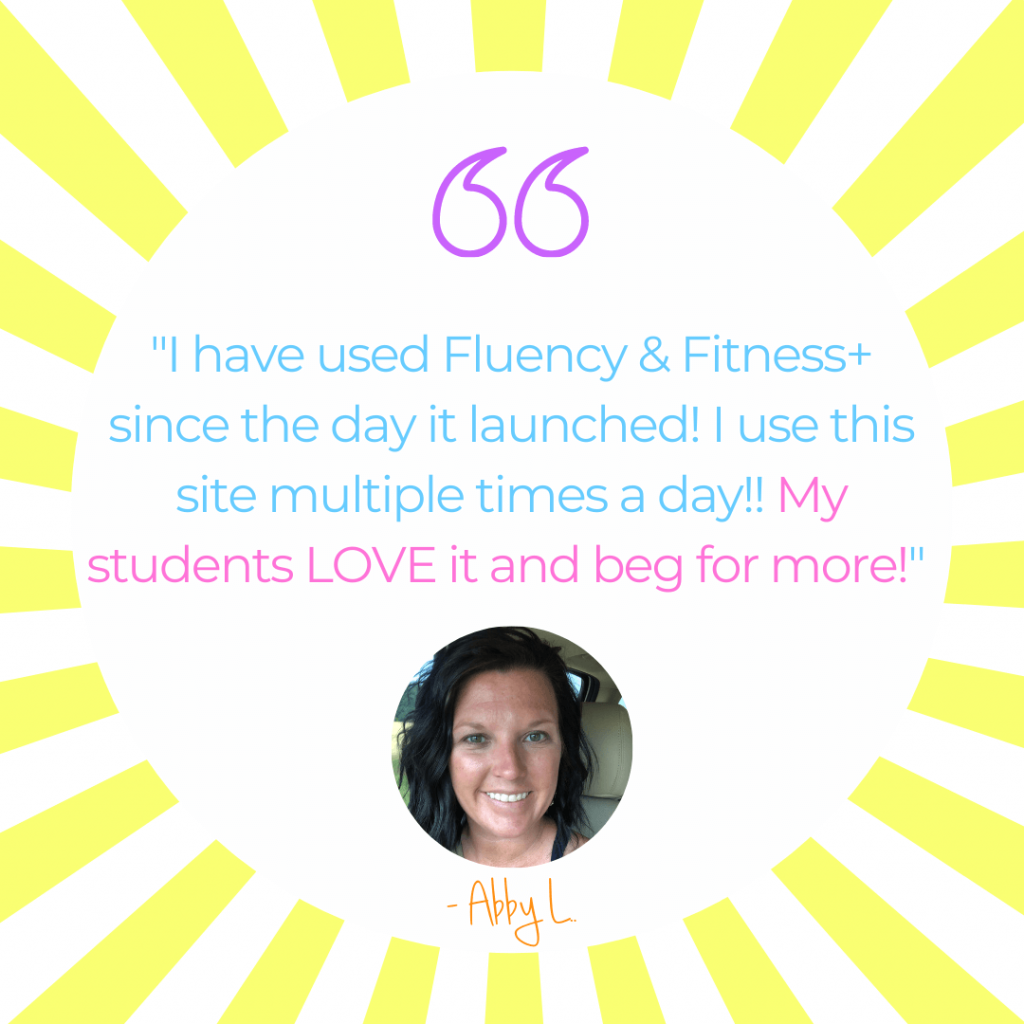 "I have used Fluency & Fitness+
since the day it launched! I use this
site multiple times a day!! My
students LOVE it and beg for more!"
- Abby L.